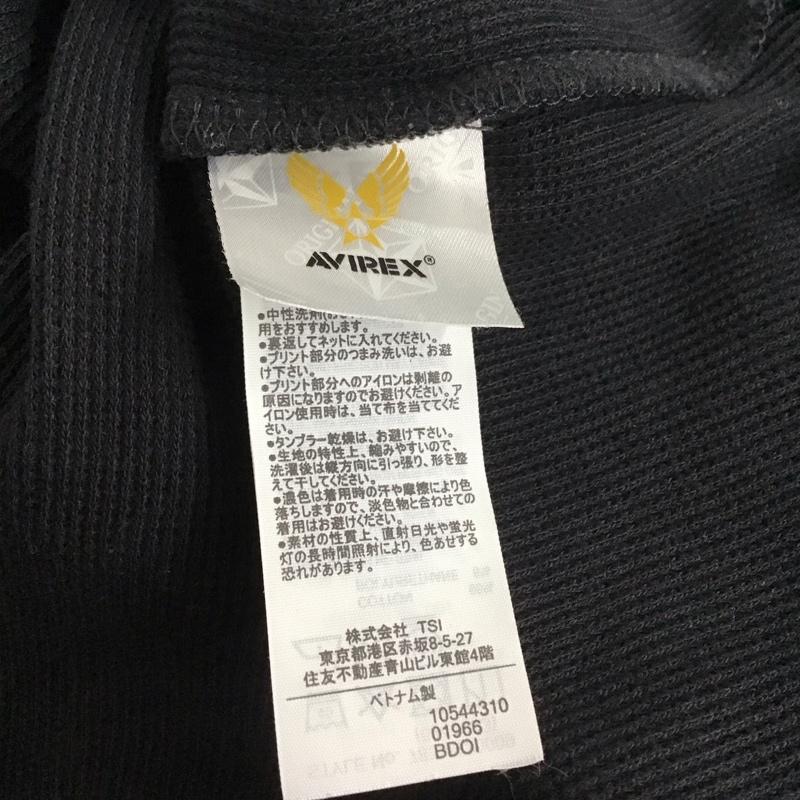 AVIREX®
●中性洗剤(お
用をおすすめします。
●裏返してネットに入れてください。
●プリント部分のつまみ洗いは、お避
け下さい。
●プリント部分へのアイロンは剥離の
原因になりますのでお避けください。ア
イロン使用時は、当て布を当ててくだ
さい。
●タンブラー乾燥は、お避け下さい。
●生地の特性上、縮みやすいので、
洗濯後は縦方向に引っ張り、形を整
えて干してください。
●濃色は着用時の汗や摩擦により色
落ちしますので、淡色物と合わせての
着用はお避けください。
●素材の性質上、直射日光や蛍光
灯の長時間照射により、色あせする
恐れがあります。
株式会社 TSI
東京都港区赤坂8-5-27
住友不動産青山ビル東館4階
ベトナム製
10544310
01966
BDOI